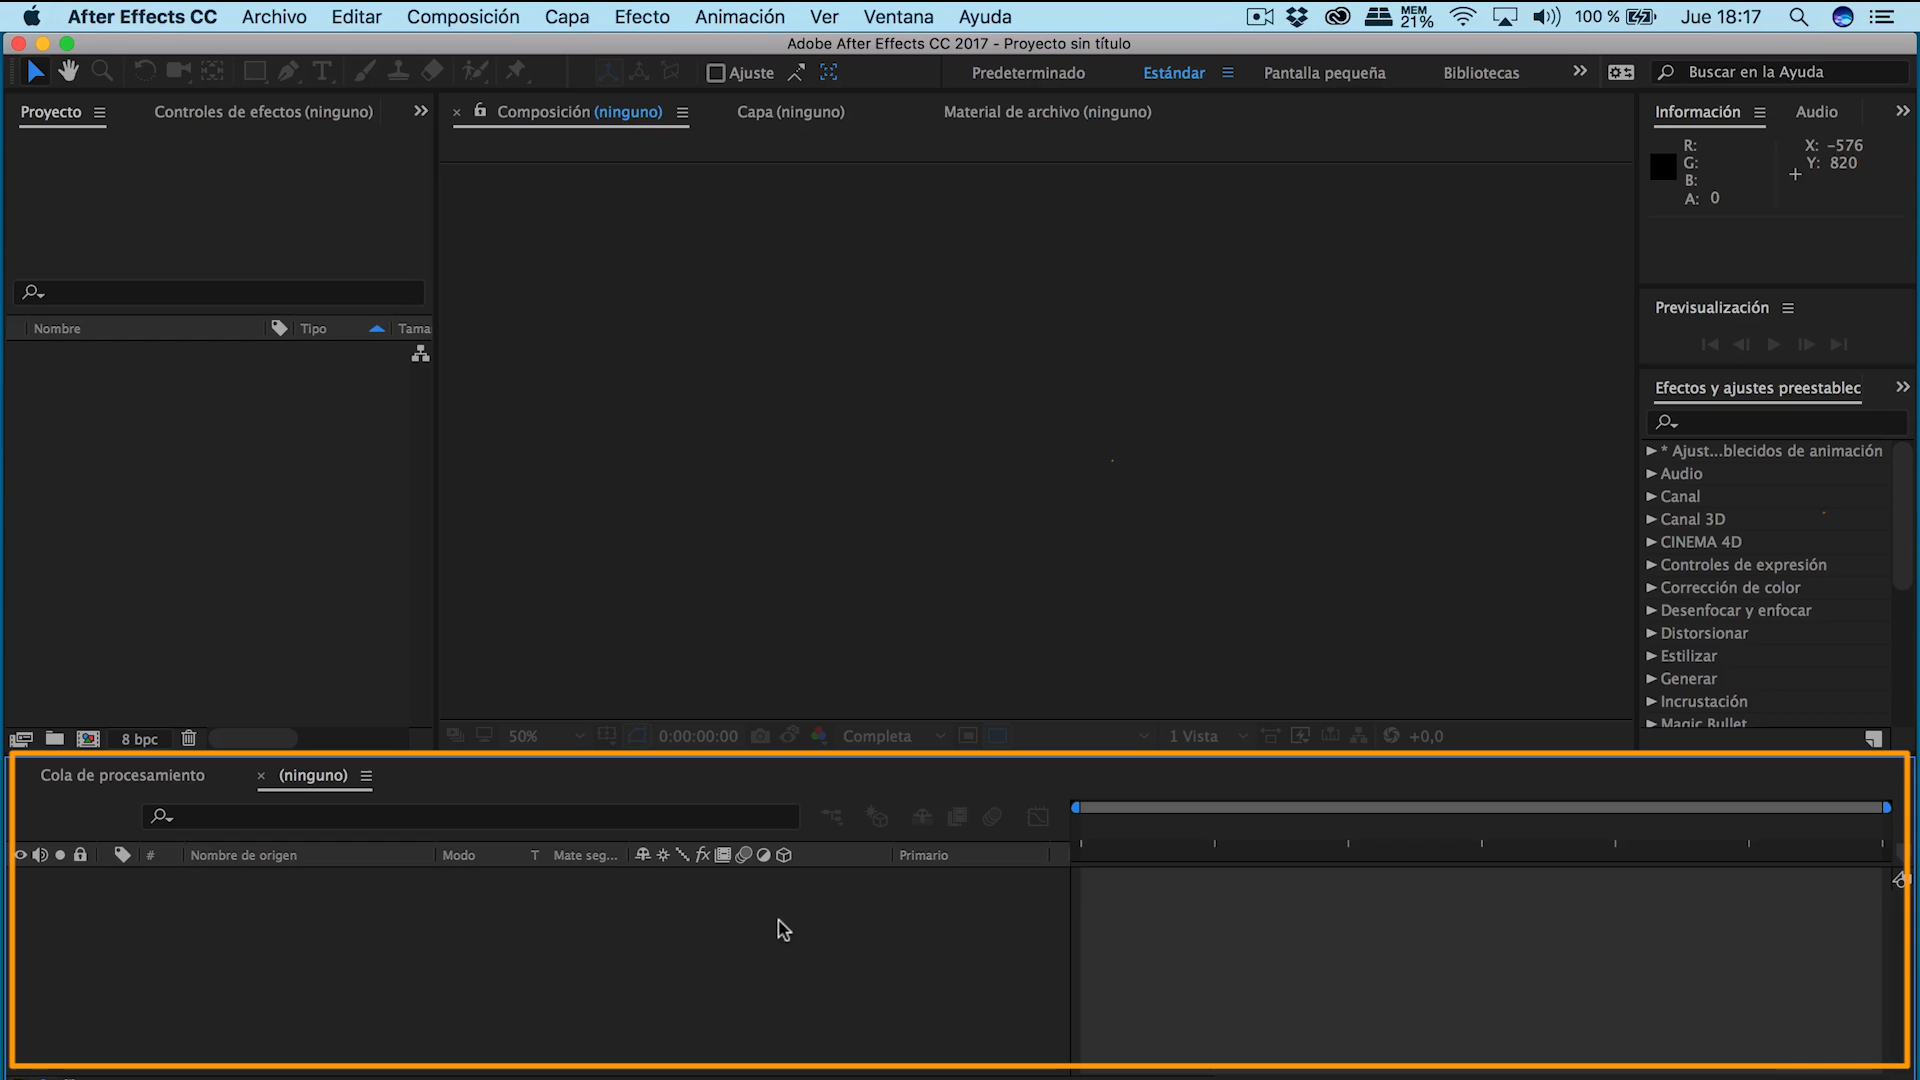 After Effects CC Archivo Editar Composición Capa Efecto Animación Ver Ventana Ayuda MEM 21% 100 % Jue 18:17
Adobe After Effects CC 2017 - Proyecto sin título
Ajuste Predeterminado Estándar Pantalla pequeña Bibliotecas Buscar en la Ayuda
Proyecto Controles de efectos (ninguno)
Composición (ninguno) Capa (ninguno) Material de archivo (ninguno)
Información Audio
R: X: -576
G: Y: 820
B:
A: 0
Previsualización
Nombre Tipo Tama
Efectos y ajustes preestablec
* Ajust...blecidos de animación
Audio
Canal
Canal 3D
CINEMA 4D
Controles de expresión
Corrección de color
Desenfocar y enfocar
Distorsionar
Estilizar
Generar
Incrustación
Magic Bullet
8 bpc
50% 0:00:00:00 Completa 1 Vista +0,0
Cola de procesamiento (ninguno)
# Nombre de origen Modo T Mate seg... fx Primario